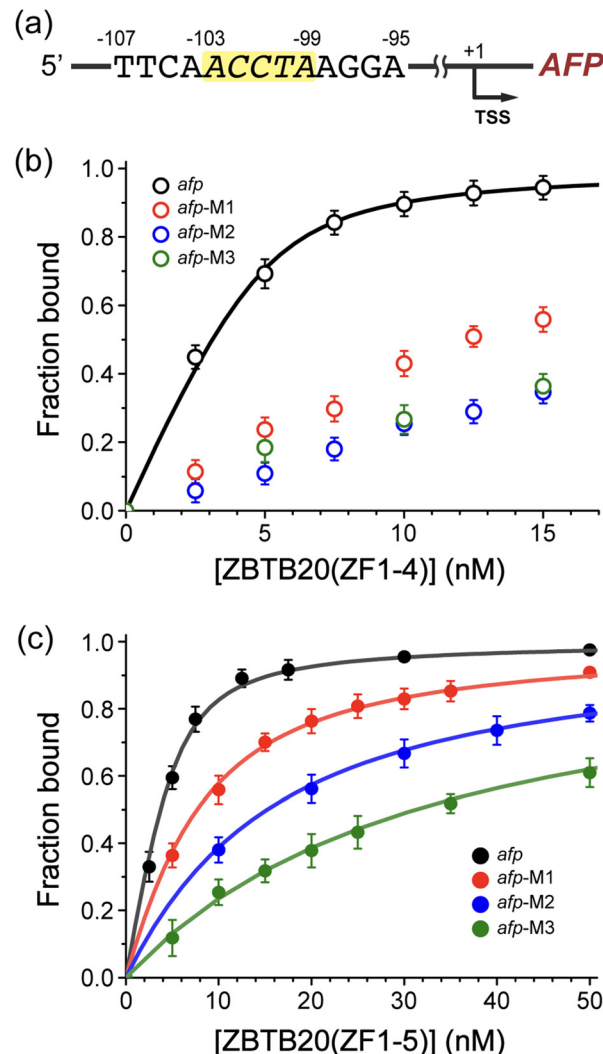 (a)
-107 -103 -99 -95 +1
5' TTCAACCTAAGGA AFP
TSS
(b)
1.0
afp
afp-M1
0.8
afp-M2
afp-M3
0.6
Fraction bound
0.4
0.2
0.0
0 5 10 15
[ZBTB20(ZF1-4)] (nM)
(c)
1.0
0.8
0.6
Fraction bound
0.4
afp
afp-M1
0.2
afp-M2
afp-M3
0.0
0 10 20 30 40 50
[ZBTB20(ZF1-5)] (nM)